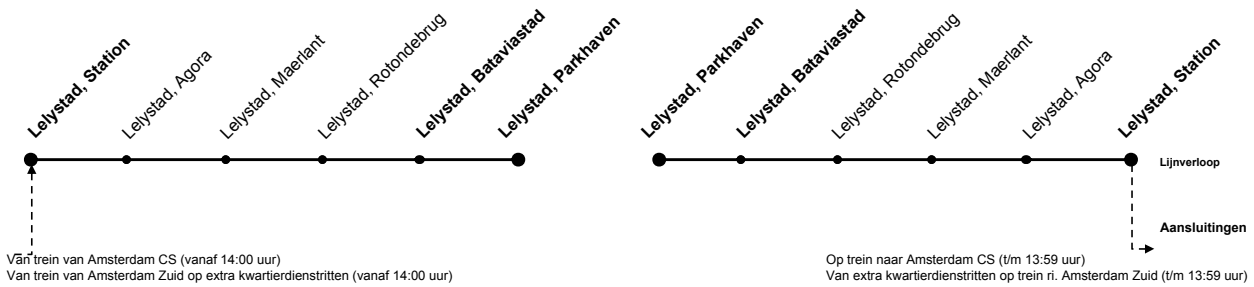 Lelystad, Station
Lelystad, Agora
Lelystad, Maerlant
Lelystad, Rotondebrug
Lelystad, Bataviastad
Lelystad, Parkhaven
Lelystad, Parkhaven
Lelystad, Bataviastad
Lelystad, Rotondebrug
Lelystad, Maerlant
Lelystad, Agora
Lelystad, Station
Lijnverloop
Aansluitingen
Van trein van Amsterdam CS (vanaf 14:00 uur)
Van trein van Amsterdam Zuid op extra kwartierdienstritten (vanaf 14:00 uur)
Op trein naar Amsterdam CS (t/m 13:59 uur)
Van extra kwartierdienstritten op trein ri. Amsterdam Zuid (t/m 13:59 uur)